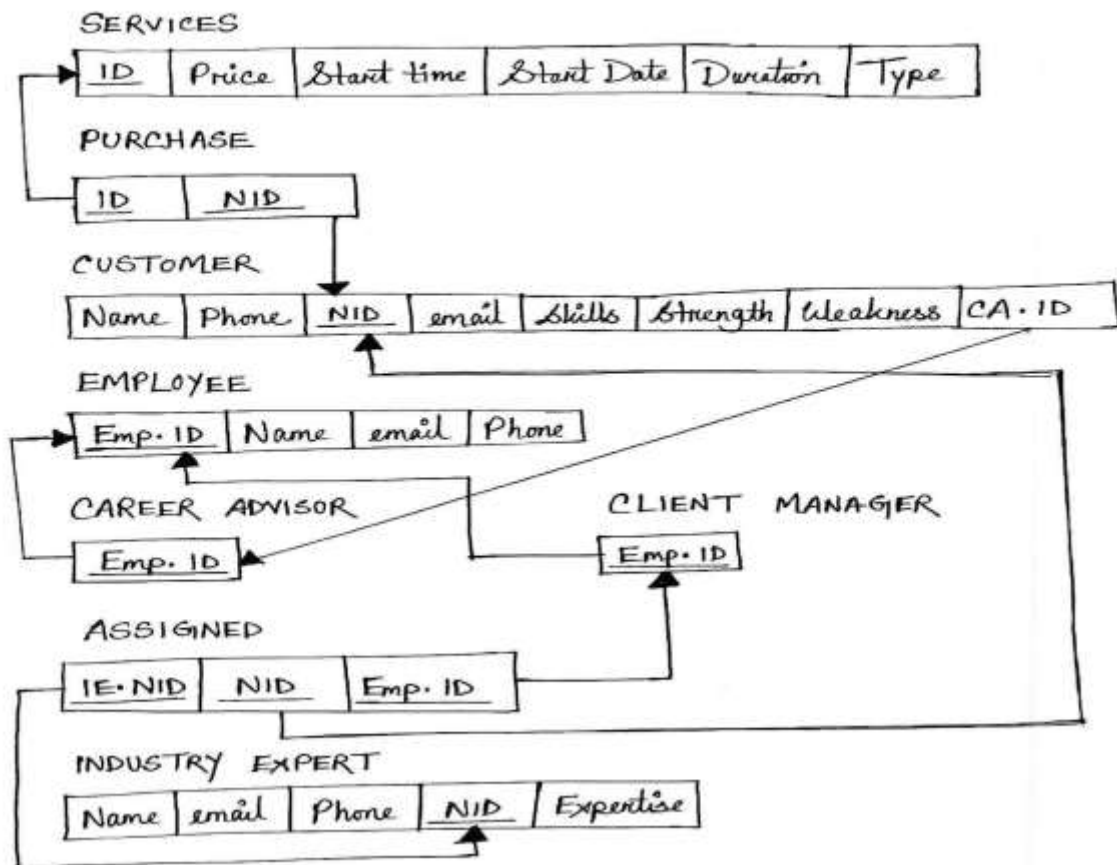 SERVICES
ID Price Start time Start Date Duration Type
PURCHASE
ID NID
CUSTOMER
Name Phone NID email Skills Strength Weakness CA.ID
EMPLOYEE
Emp.ID Name email Phone
CAREER ADVISOR CLIENT MANAGER
Emp.ID Emp.ID
ASSIGNED
IE.NID NID Emp.ID
INDUSTRY EXPERT
Name email Phone NID Expertise